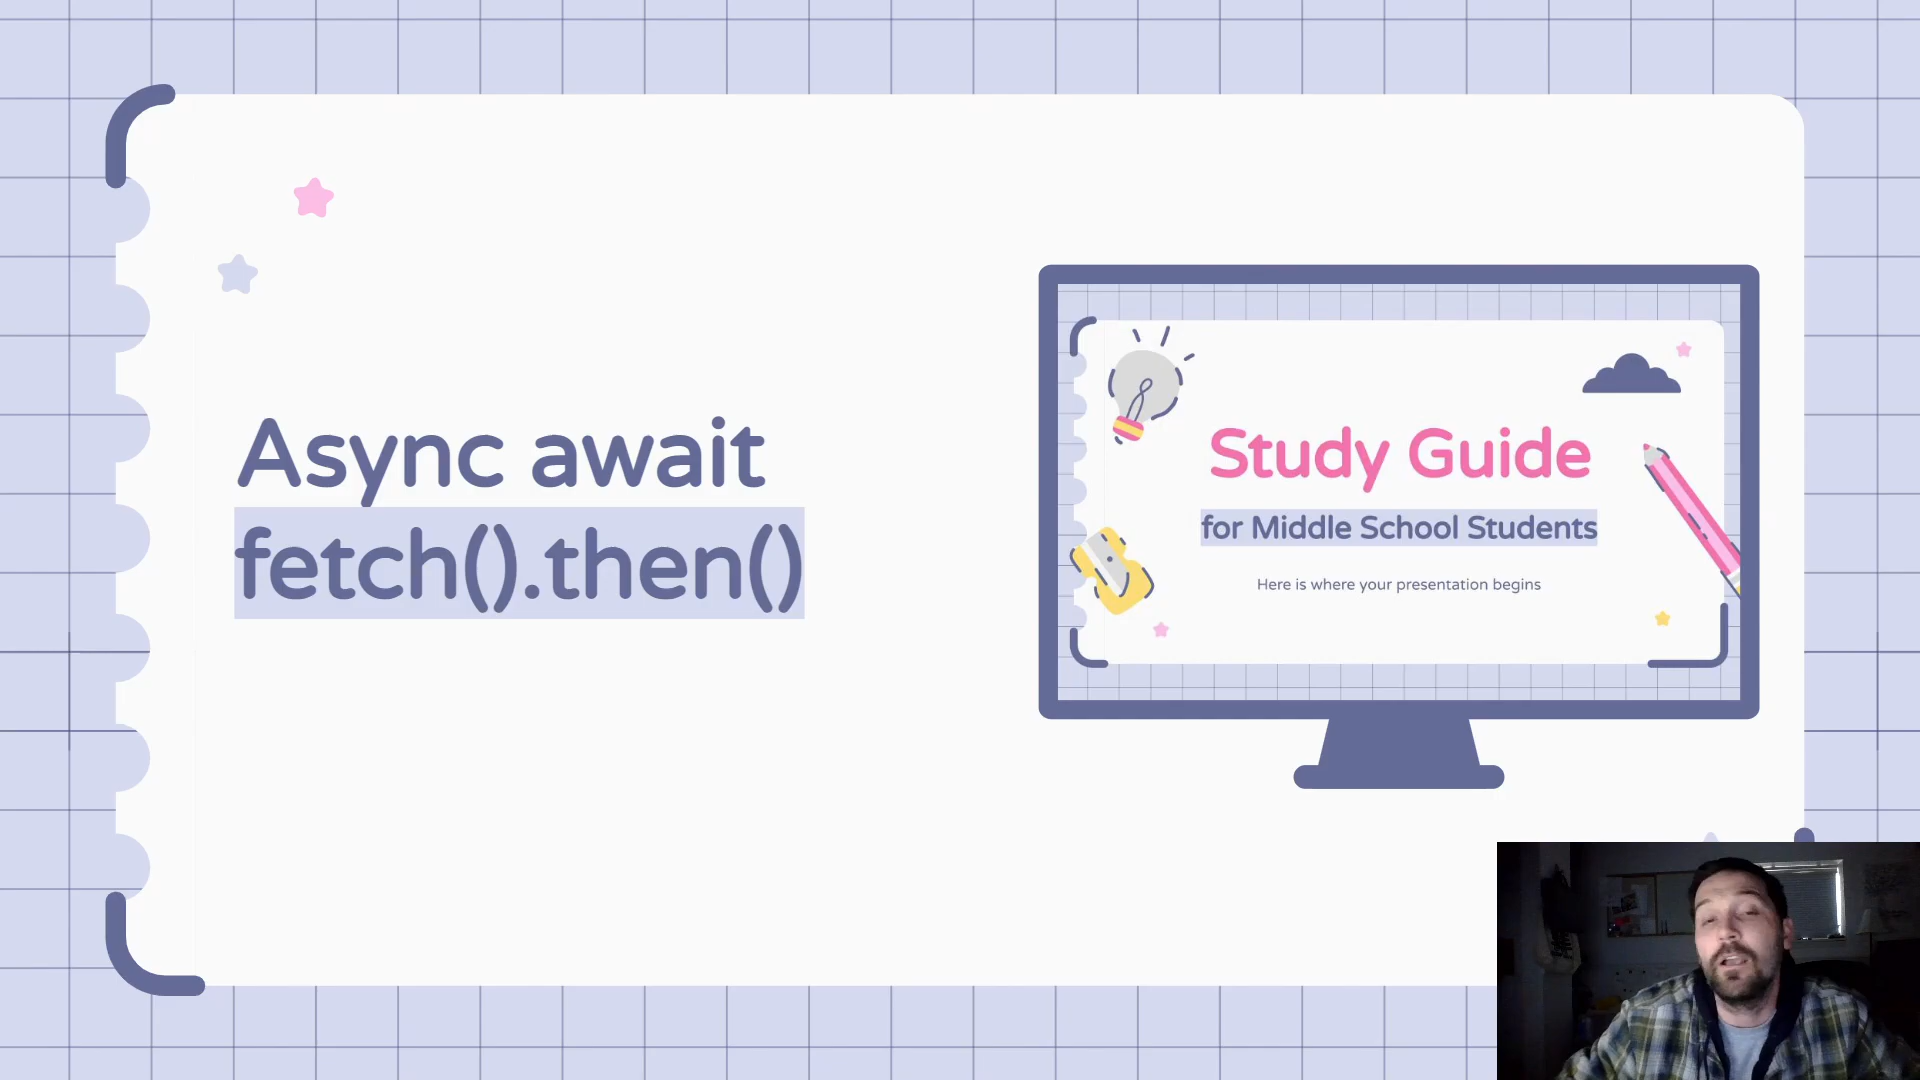 Async await
fetch().then()
Study Guide
for Middle School Students
Here is where your presentation begins